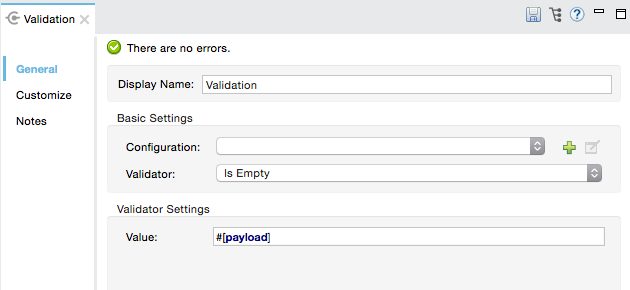 Validation
There are no errors.
General
Customize
Notes
Display Name: Validation
Basic Settings
Configuration:
Validator: Is Empty
Validator Settings
Value: #[payload]